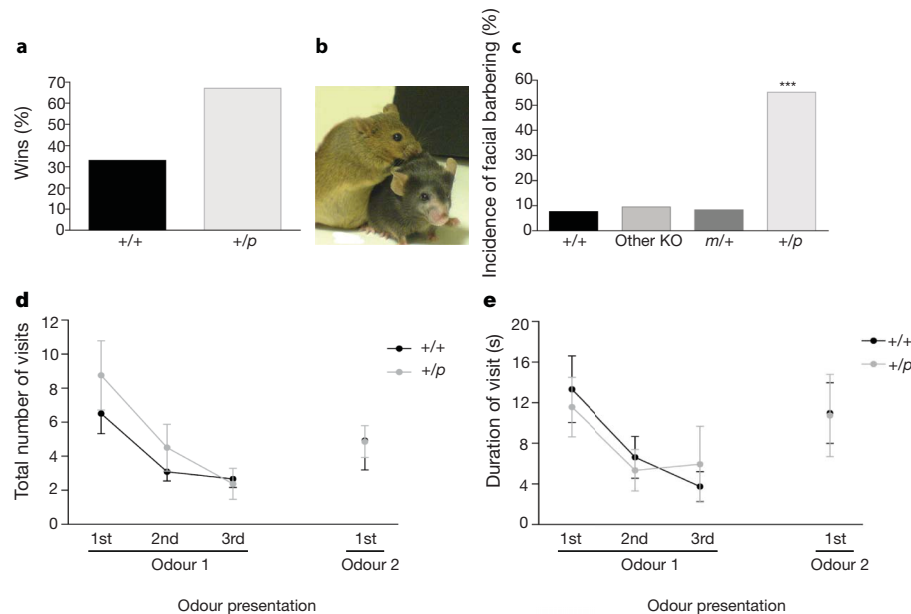 a
Wins (%)
70
60
50
40
30
20
10
0
+/+
+/p
b
c
Incidence of facial barbering (%)
60
50
40
30
20
10
0
***
+/+
Other KO
m/+
+/p
d
Total number of visits
12
10
8
6
4
2
0
+/+
+/p
1st
2nd
3rd
1st
Odour 1
Odour 2
Odour presentation
e
Duration of visit (s)
20
16
12
8
4
0
+/+
+/p
1st
2nd
3rd
1st
Odour 1
Odour 2
Odour presentation